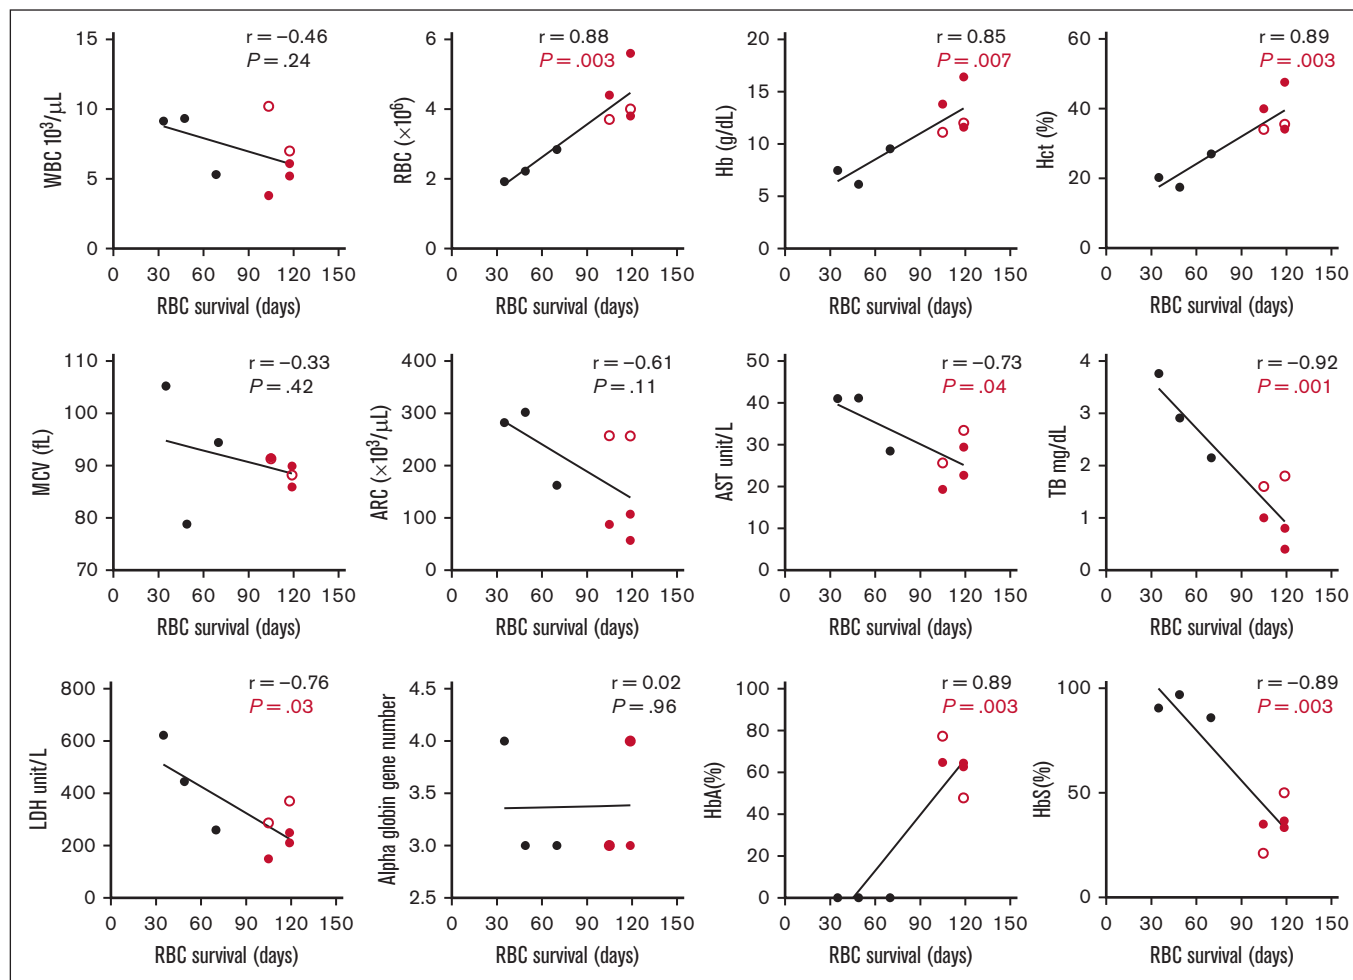 r = –0.46
P = .24
WBC 10³/µL
15
10
5
0
0 30 60 90 120 150
RBC survival (days)
r = 0.88
P = .003
RBC (×10⁶)
6
4
2
0
0 30 60 90 120 150
RBC survival (days)
r = 0.85
P = .007
Hb (g/dL)
20
15
10
5
0
0 30 60 90 120 150
RBC survival (days)
r = 0.89
P = .003
Hct (%)
60
40
20
0
0 30 60 90 120 150
RBC survival (days)
r = –0.33
P = .42
MCV (fL)
110
100
90
80
70
0 30 60 90 120 150
RBC survival (days)
r = –0.61
P = .11
ARC (×10³/µL)
400
300
200
100
0
0 30 60 90 120 150
RBC survival (days)
r = –0.73
P = .04
AST unit/L
50
40
30
20
10
0
0 30 60 90 120 150
RBC survival (days)
r = –0.92
P = .001
TB mg/dL
4
3
2
1
0
0 30 60 90 120 150
RBC survival (days)
r = –0.76
P = .03
LDH unit/L
800
600
400
200
0
0 30 60 90 120 150
RBC survival (days)
r = 0.02
P = .96
Alpha globin gene number
4.5
4.0
3.5
3.0
2.5
0 30 60 90 120 150
RBC survival (days)
r = 0.89
P = .003
HbA(%)
100
80
60
40
20
0
0 30 60 90 120 150
RBC survival (days)
r = –0.89
P = .003
HbS(%)
100
50
0
0 30 60 90 120 150
RBC survival (days)